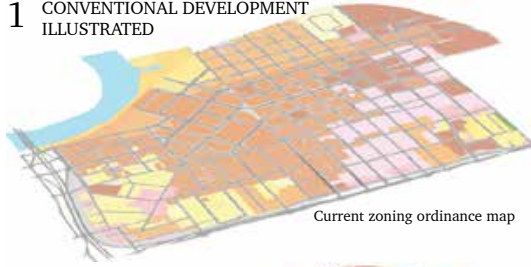 1 CONVENTIONAL DEVELOPMENT
ILLUSTRATED
Current zoning ordinance map